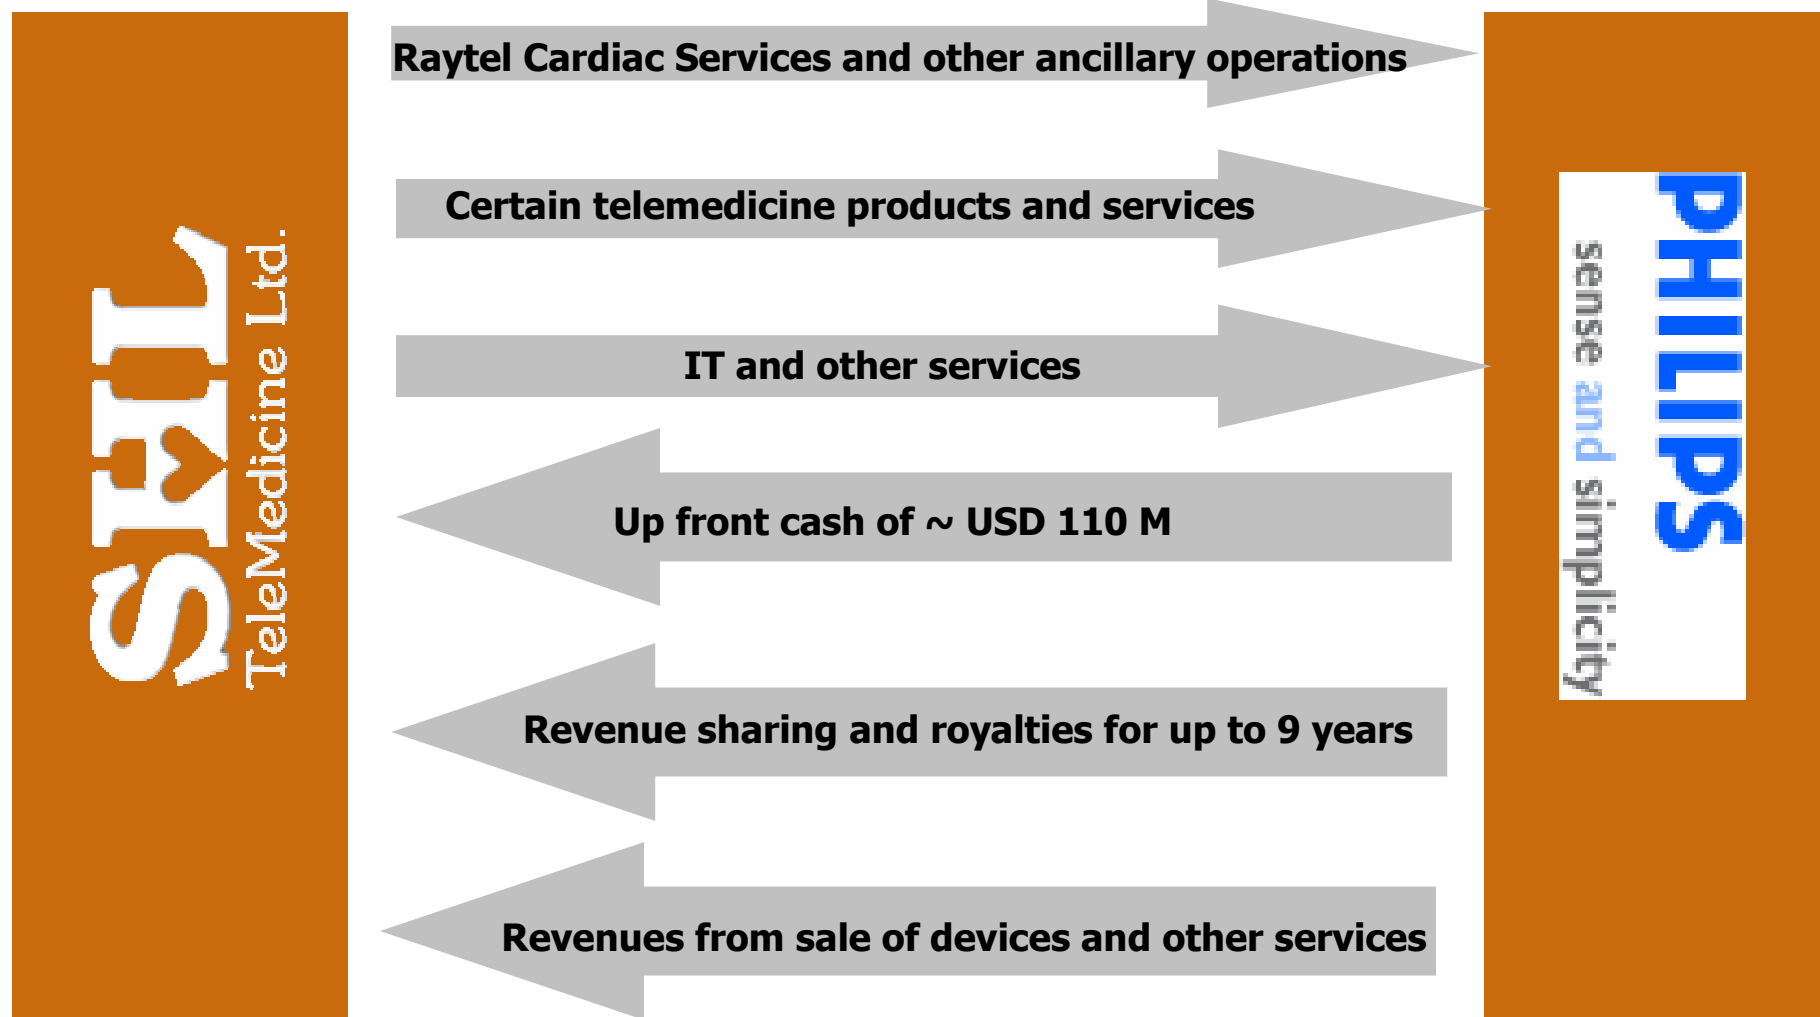 SHL
TeleMedicine Ltd.
Raytel Cardiac Services and other ancillary operations
Certain telemedicine products and services
IT and other services
Up front cash of ~ USD 110 M
Revenue sharing and royalties for up to 9 years
Revenues from sale of devices and other services
PHILIPS
sense and simplicity